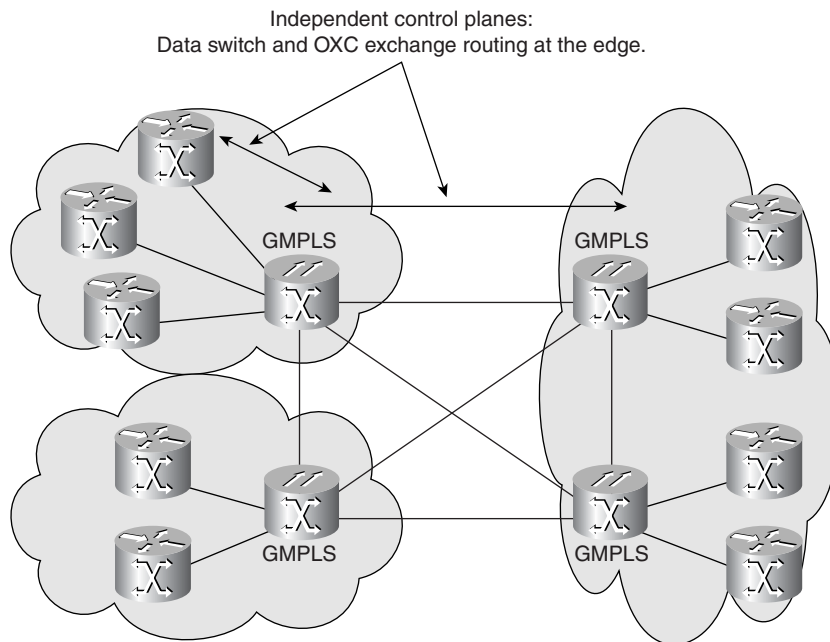 Independent control planes:
Data switch and OXC exchange routing at the edge.
GMPLS
GMPLS
GMPLS
GMPLS